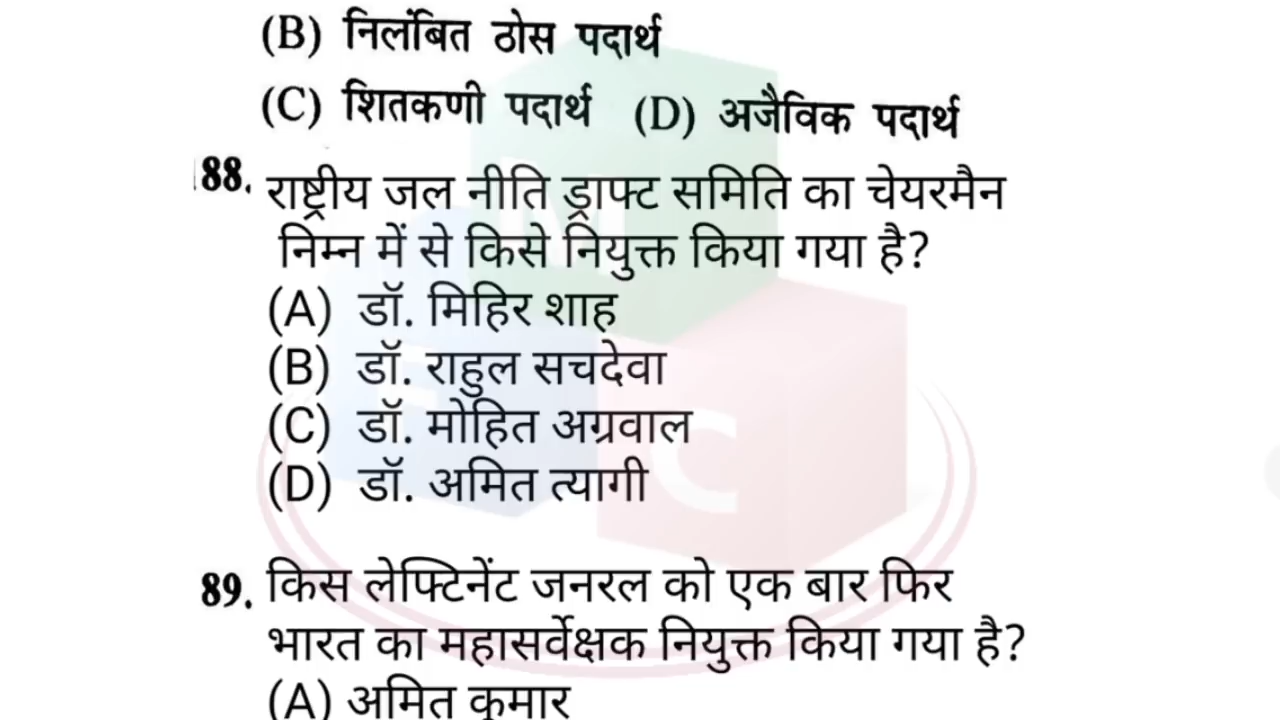 (B) निलंबित ठोस पदार्थ
(C) शितकणी पदार्थ (D) अजैविक पदार्थ
88. राष्ट्रीय जल नीति ड्राफ्ट समिति का चेयरमैन
निम्न में से किसे नियुक्त किया गया है?
(A) डॉ. मिहिर शाह
(B) डॉ. राहुल सचदेवा
(C) डॉ. मोहित अग्रवाल
(D) डॉ. अमित त्यागी
89. किस लेफ्टिनेंट जनरल को एक बार फिर
भारत का महासर्वेक्षक नियुक्त किया गया है?
(A) अमित कुमार